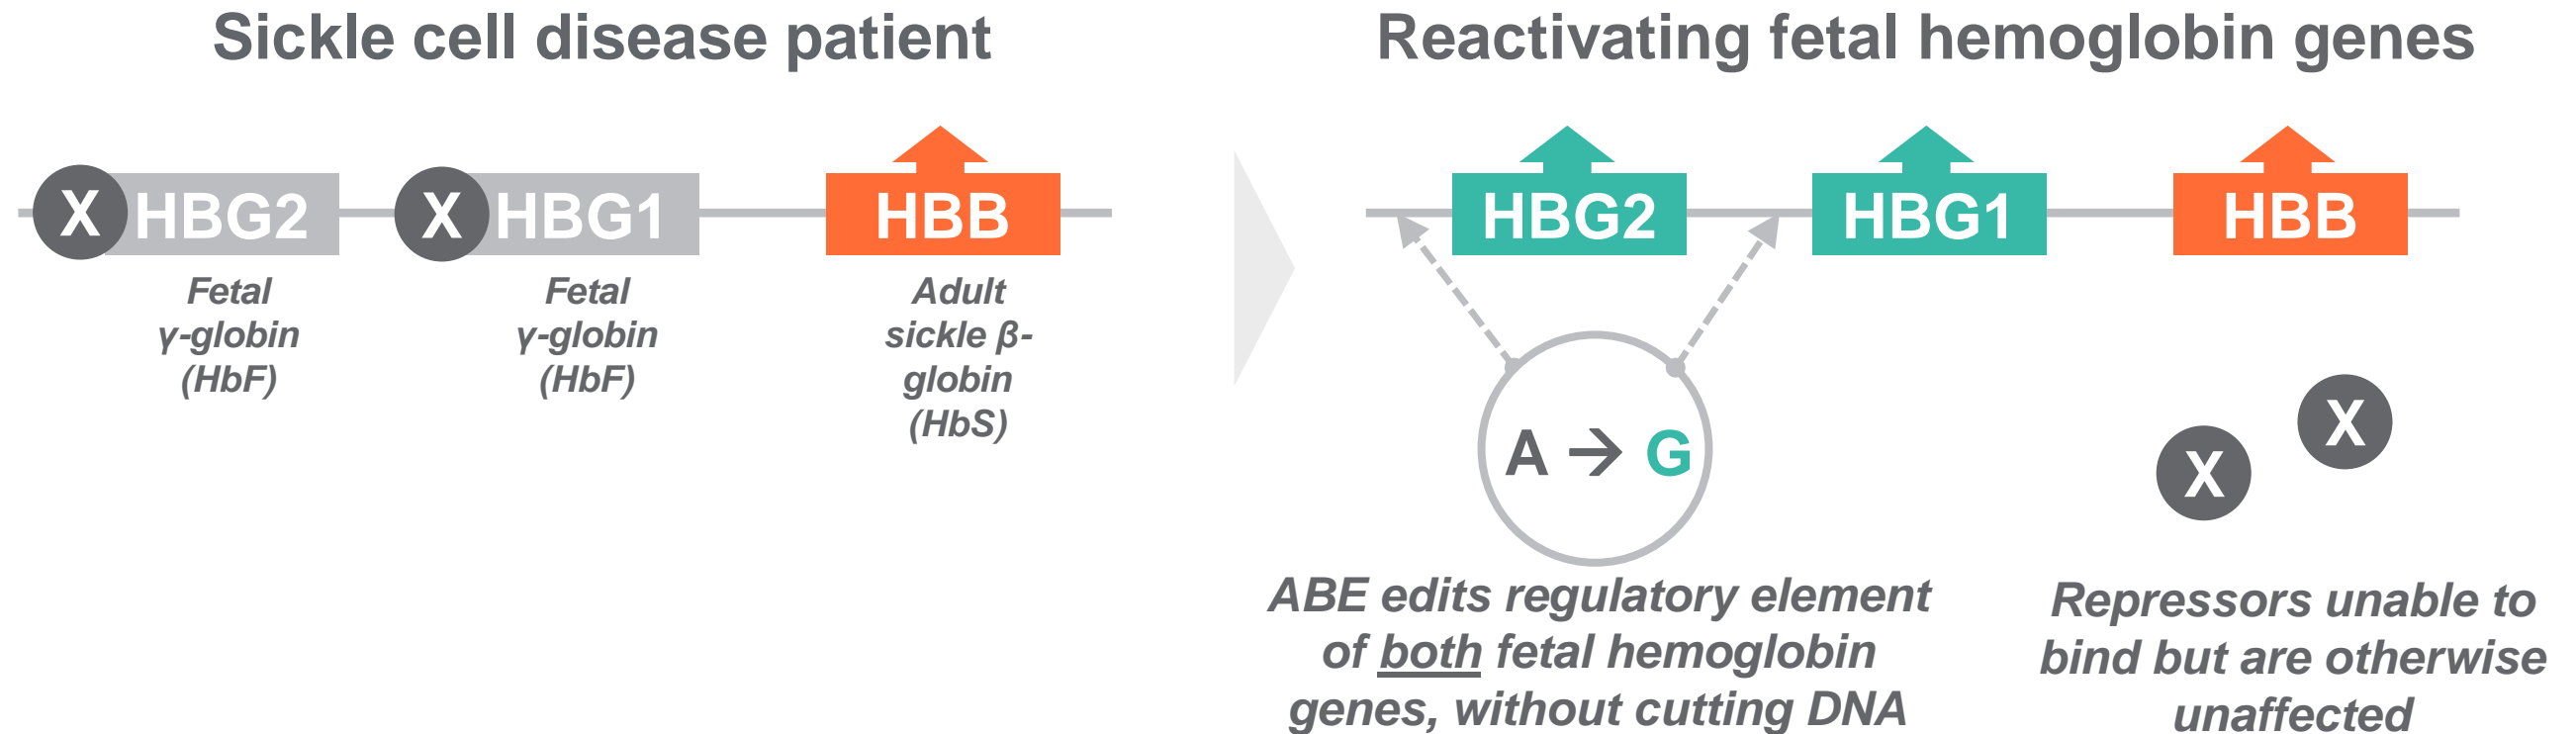 Sickle cell disease patient
X HBG2
X HBG1
HBB
Fetal
γ-globin
(HbF)
Fetal
γ-globin
(HbF)
Adult
sickle β-
globin
(HbS)
Reactivating fetal hemoglobin genes
HBG2
HBG1
HBB
A → G
ABE edits regulatory element
of both fetal hemoglobin
genes, without cutting DNA
X
X
Repressors unable to
bind but are otherwise
unaffected